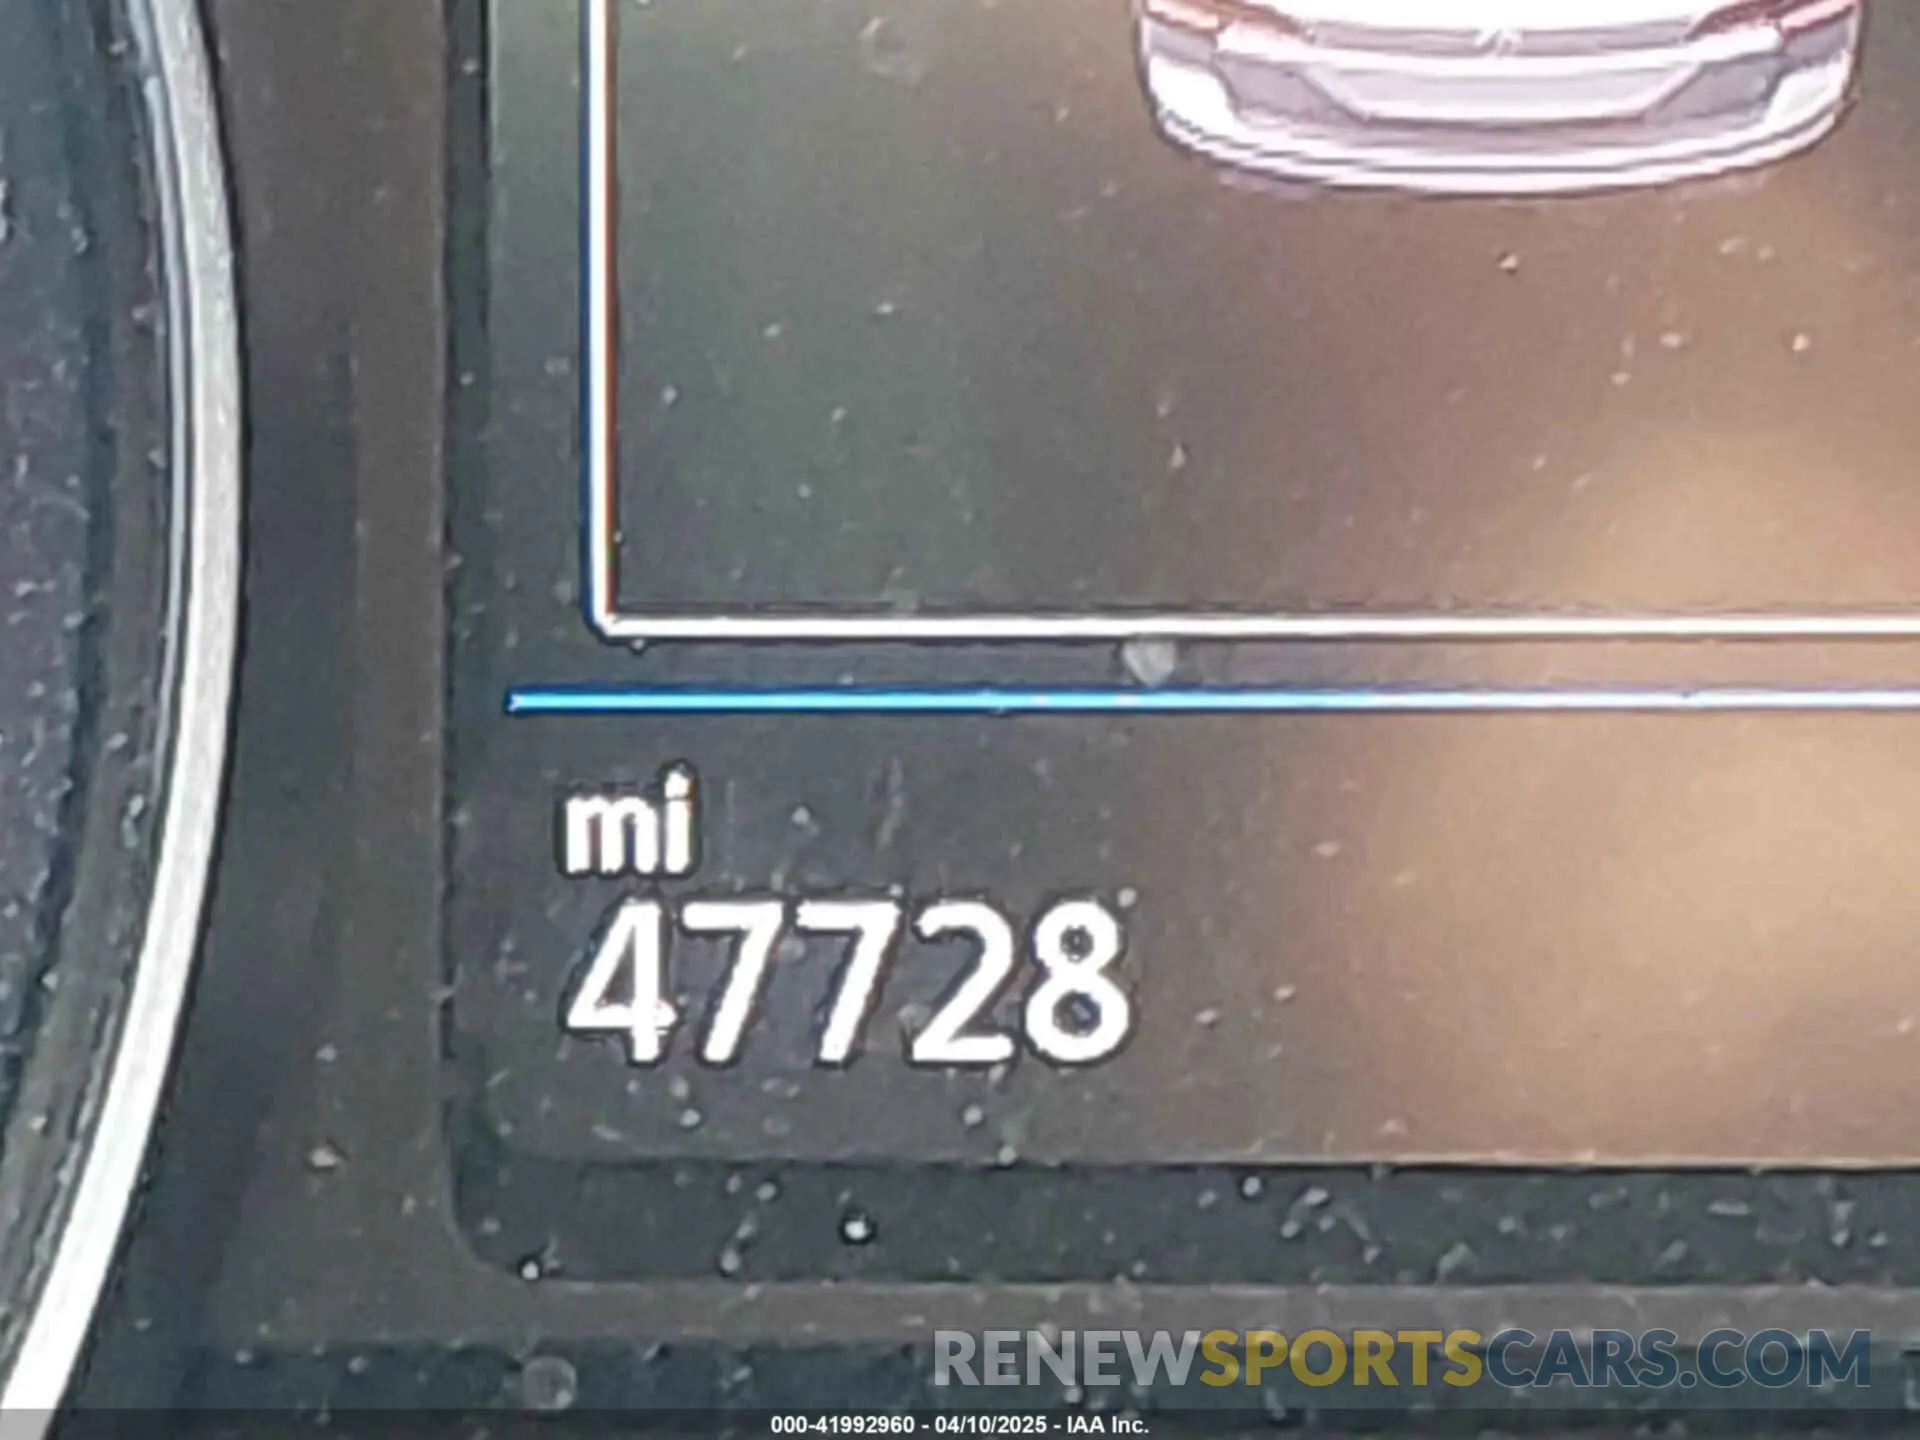 mi
47728
RENEWSPORTSCARS.COM
000-41992960 - 04/10/2025 - IAA Inc.